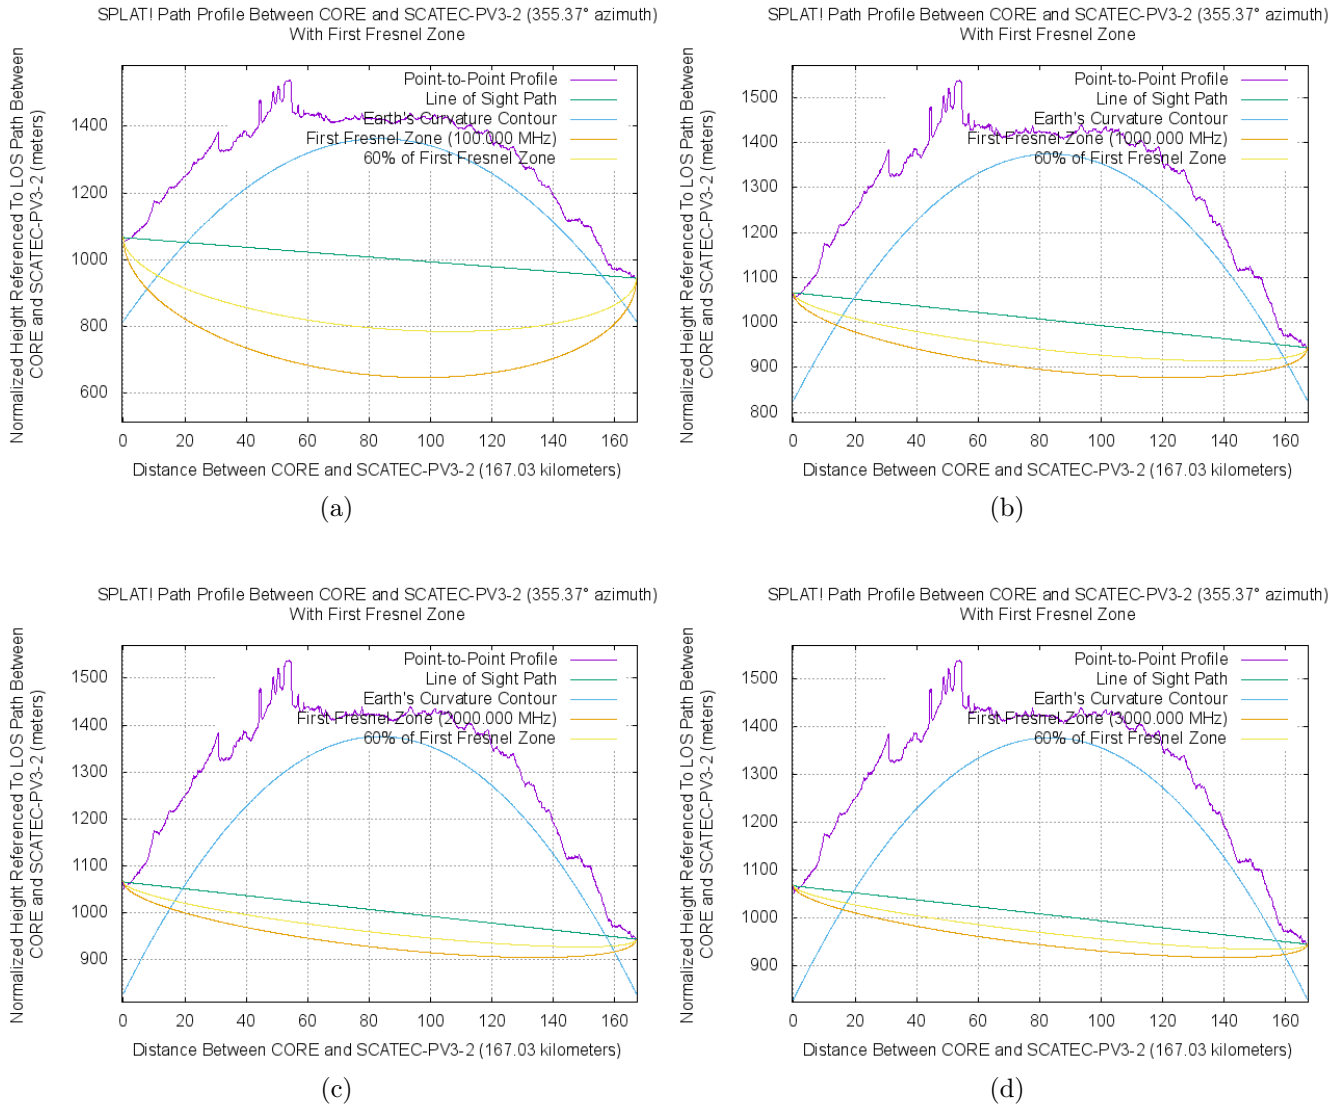 SPLAT! Path Profile Between CORE and SCATEC-PV3-2 (355.37° azimuth)
With First Fresnel Zone
Normalized Height Referenced To LOS Path Between
CORE and SCATEC-PV3-2 (meters)
Point-to-Point Profile
Line of Sight Path
Earth's Curvature Contour
First Fresnel Zone (100.000 MHz)
60% of First Fresnel Zone
1400
1200
1000
800
600
0 20 40 60 80 100 120 140 160
Distance Between CORE and SCATEC-PV3-2 (167.03 kilometers)
(a)
SPLAT! Path Profile Between CORE and SCATEC-PV3-2 (355.37° azimuth)
With First Fresnel Zone
Normalized Height Referenced To LOS Path Between
CORE and SCATEC-PV3-2 (meters)
Point-to-Point Profile
Line of Sight Path
Earth's Curvature Contour
First Fresnel Zone (1000.000 MHz)
60% of First Fresnel Zone
1500
1400
1300
1200
1100
1000
900
800
0 20 40 60 80 100 120 140 160
Distance Between CORE and SCATEC-PV3-2 (167.03 kilometers)
(b)
SPLAT! Path Profile Between CORE and SCATEC-PV3-2 (355.37° azimuth)
With First Fresnel Zone
Normalized Height Referenced To LOS Path Between
CORE and SCATEC-PV3-2 (meters)
Point-to-Point Profile
Line of Sight Path
Earth's Curvature Contour
First Fresnel Zone (2000.000 MHz)
60% of First Fresnel Zone
1500
1400
1300
1200
1100
1000
900
0 20 40 60 80 100 120 140 160
Distance Between CORE and SCATEC-PV3-2 (167.03 kilometers)
(c)
SPLAT! Path Profile Between CORE and SCATEC-PV3-2 (355.37° azimuth)
With First Fresnel Zone
Normalized Height Referenced To LOS Path Between
CORE and SCATEC-PV3-2 (meters)
Point-to-Point Profile
Line of Sight Path
Earth's Curvature Contour
First Fresnel Zone (3000.000 MHz)
60% of First Fresnel Zone
1500
1400
1300
1200
1100
1000
900
0 20 40 60 80 100 120 140 160
Distance Between CORE and SCATEC-PV3-2 (167.03 kilometers)
(d)